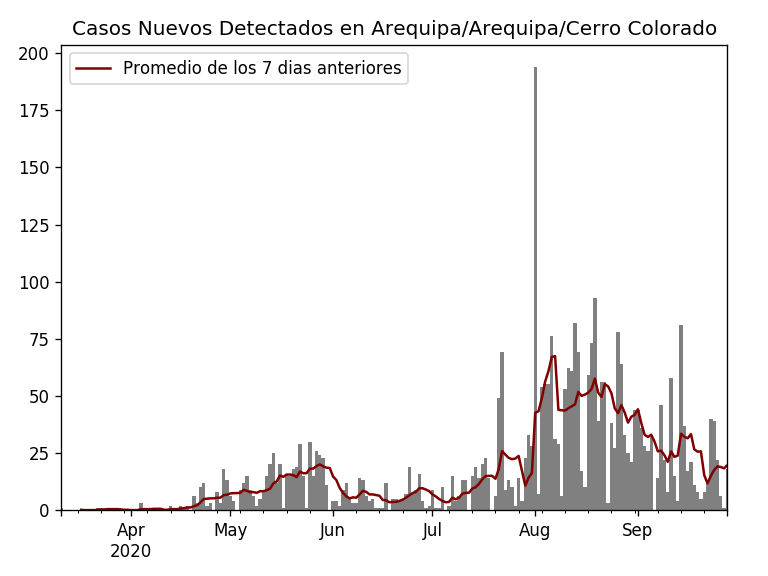 Casos Nuevos Detectados en Arequipa/Arequipa/Cerro Colorado
Promedio de los 7 dias anteriores
200
175
150
125
100
75
50
25
0
Apr
2020
May
Jun
Jul
Aug
Sep